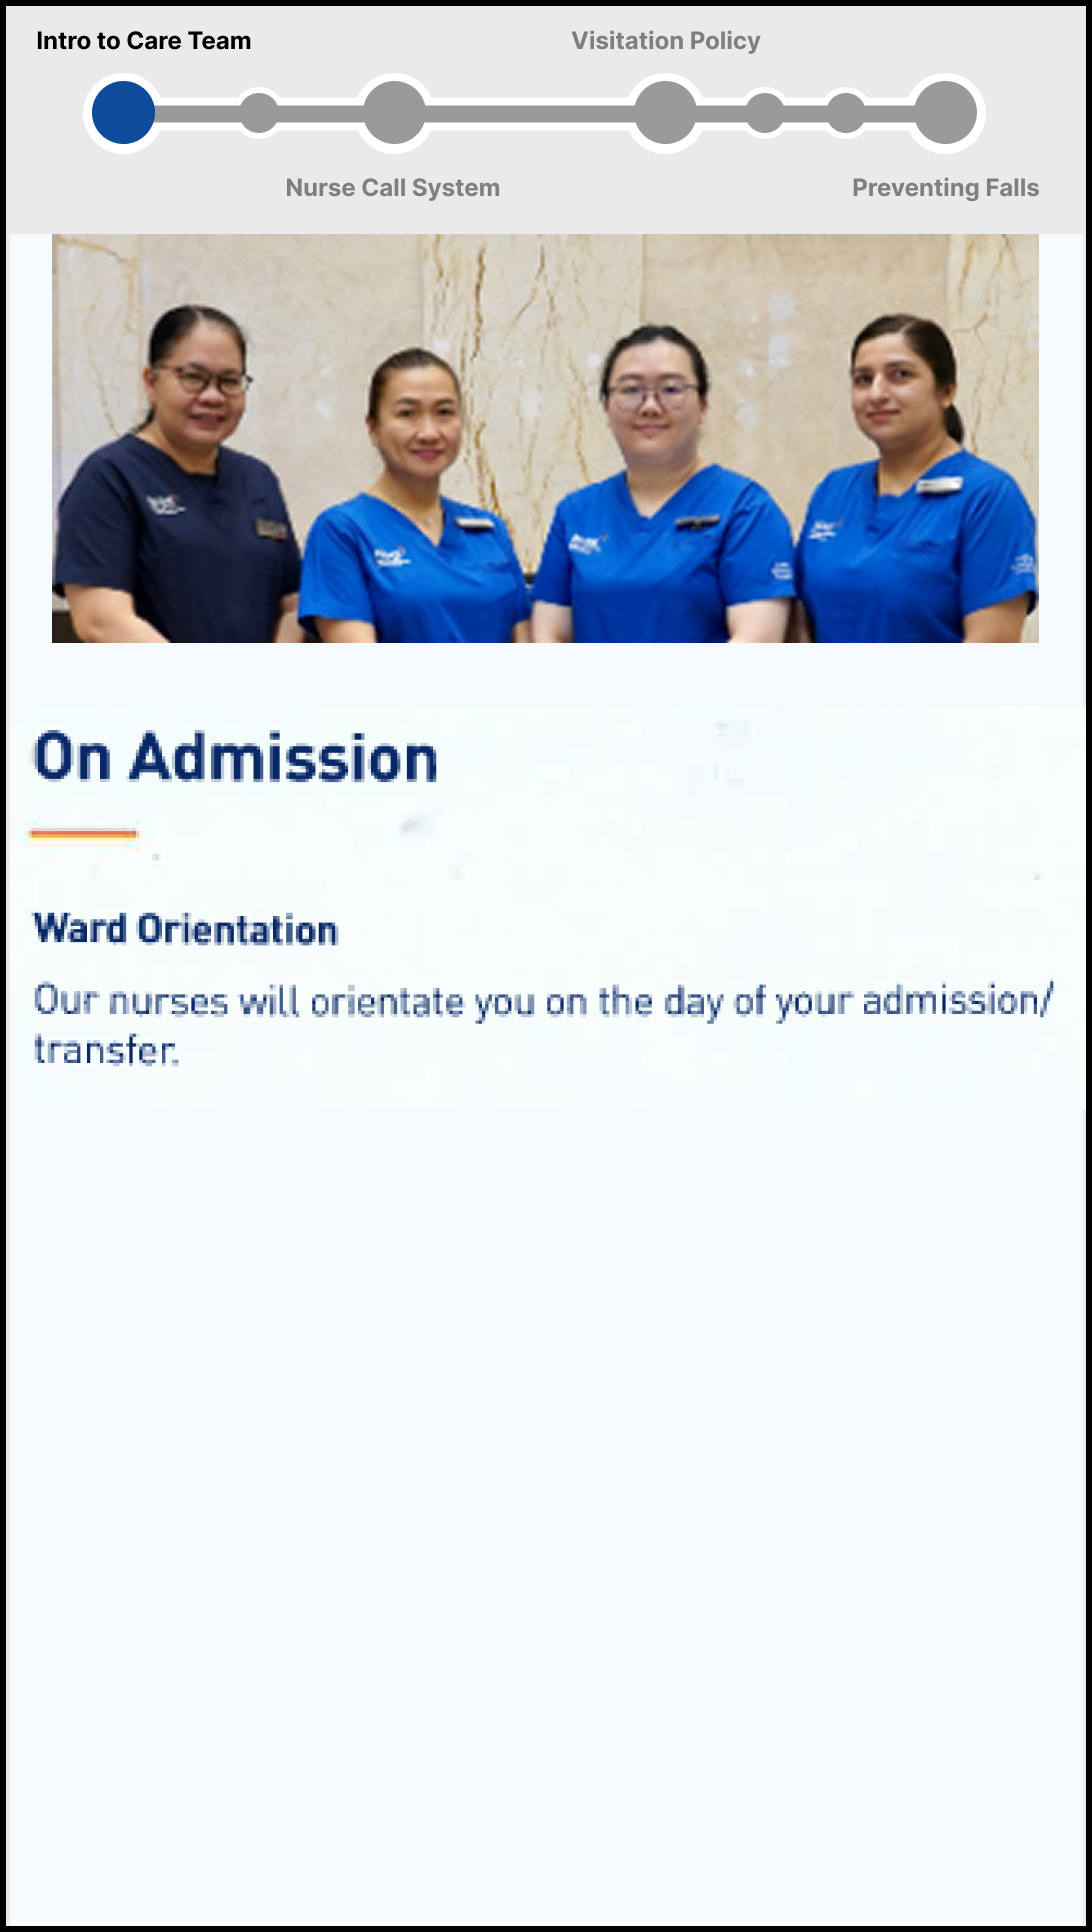 Intro to Care Team
Visitation Policy
Nurse Call System
Preventing Falls
On Admission
Ward Orientation
Our nurses will orientate you on the day of your admission/
transfer.